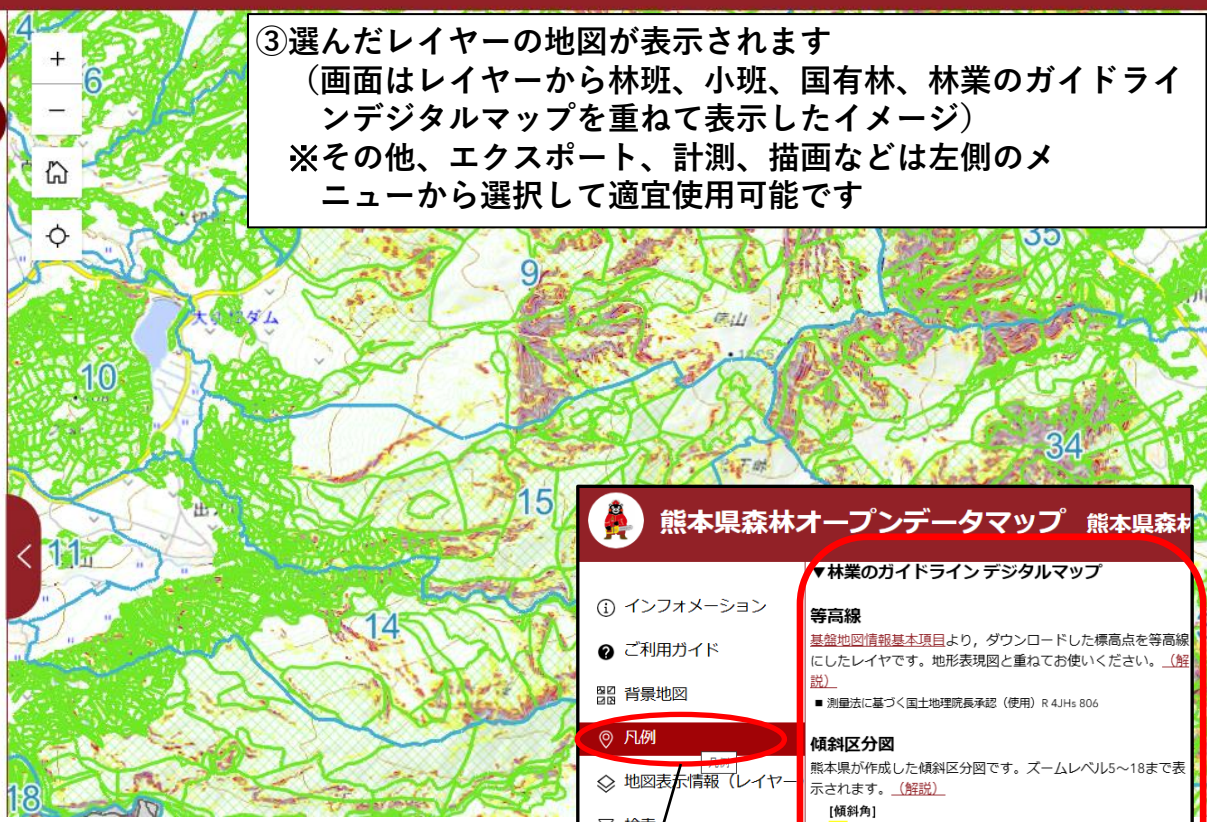 ③選んだレイヤーの地図が表示されます
（画面はレイヤーから林班、小班、国有林、林業のガイドライ
ンデジタルマップを重ねて表示したイメージ）
※その他、エクスポート、計測、描画などは左側のメ
ニューから選択して適宜使用可能です
4
6
9
35
10
34
15
11
14
18
熊本県森林オープンデータマップ 熊本県森林
インフォメーション
ご利用ガイド
背景地図
凡例
地図表示情報（レイヤー
▼林業のガイドライン デジタルマップ
等高線
基盤地図情報基本項目より，ダウンロードした標高点を等高線
にしたレイヤです。地形表現図と重ねてお使いください。（解
説）
■ 測量法に基づく国土地理院長承認（使用）R 4JHs 806
傾斜区分図
熊本県が作成した傾斜区分図です。ズームレベル5～18まで表
示されます。（解説）
[傾斜角]